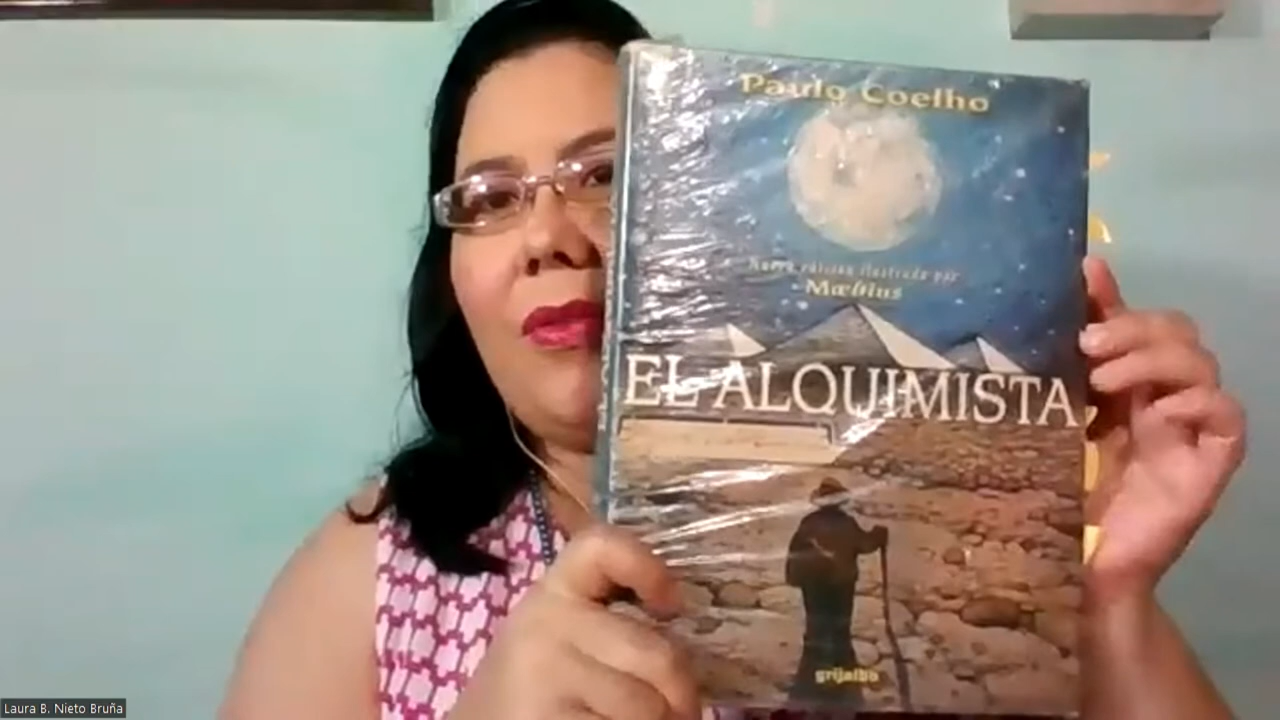 Paulo Coelho
Nueva edición ilustrada por
Mœbius
EL ALQUIMISTA
grijalbo
Laura B. Nieto Bruña